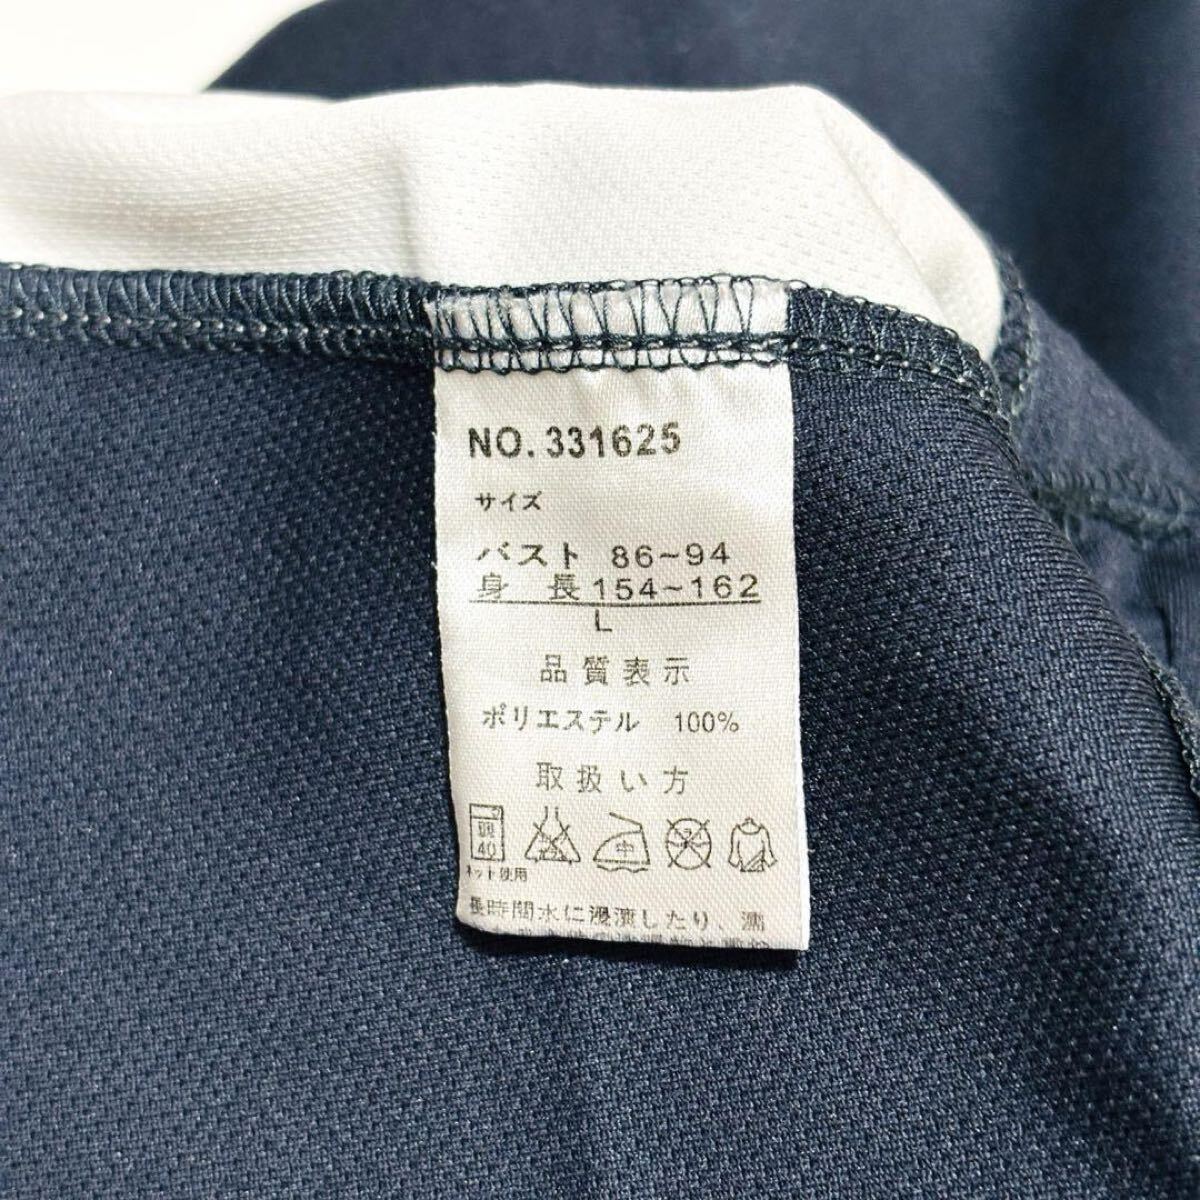 NO.331625
サイズ
バスト 86~94
身 長 154~162
L
品質表示
ポリエステル 100%
取扱い方
40 中
ネット使用
長時間水に浸漬したり、濡